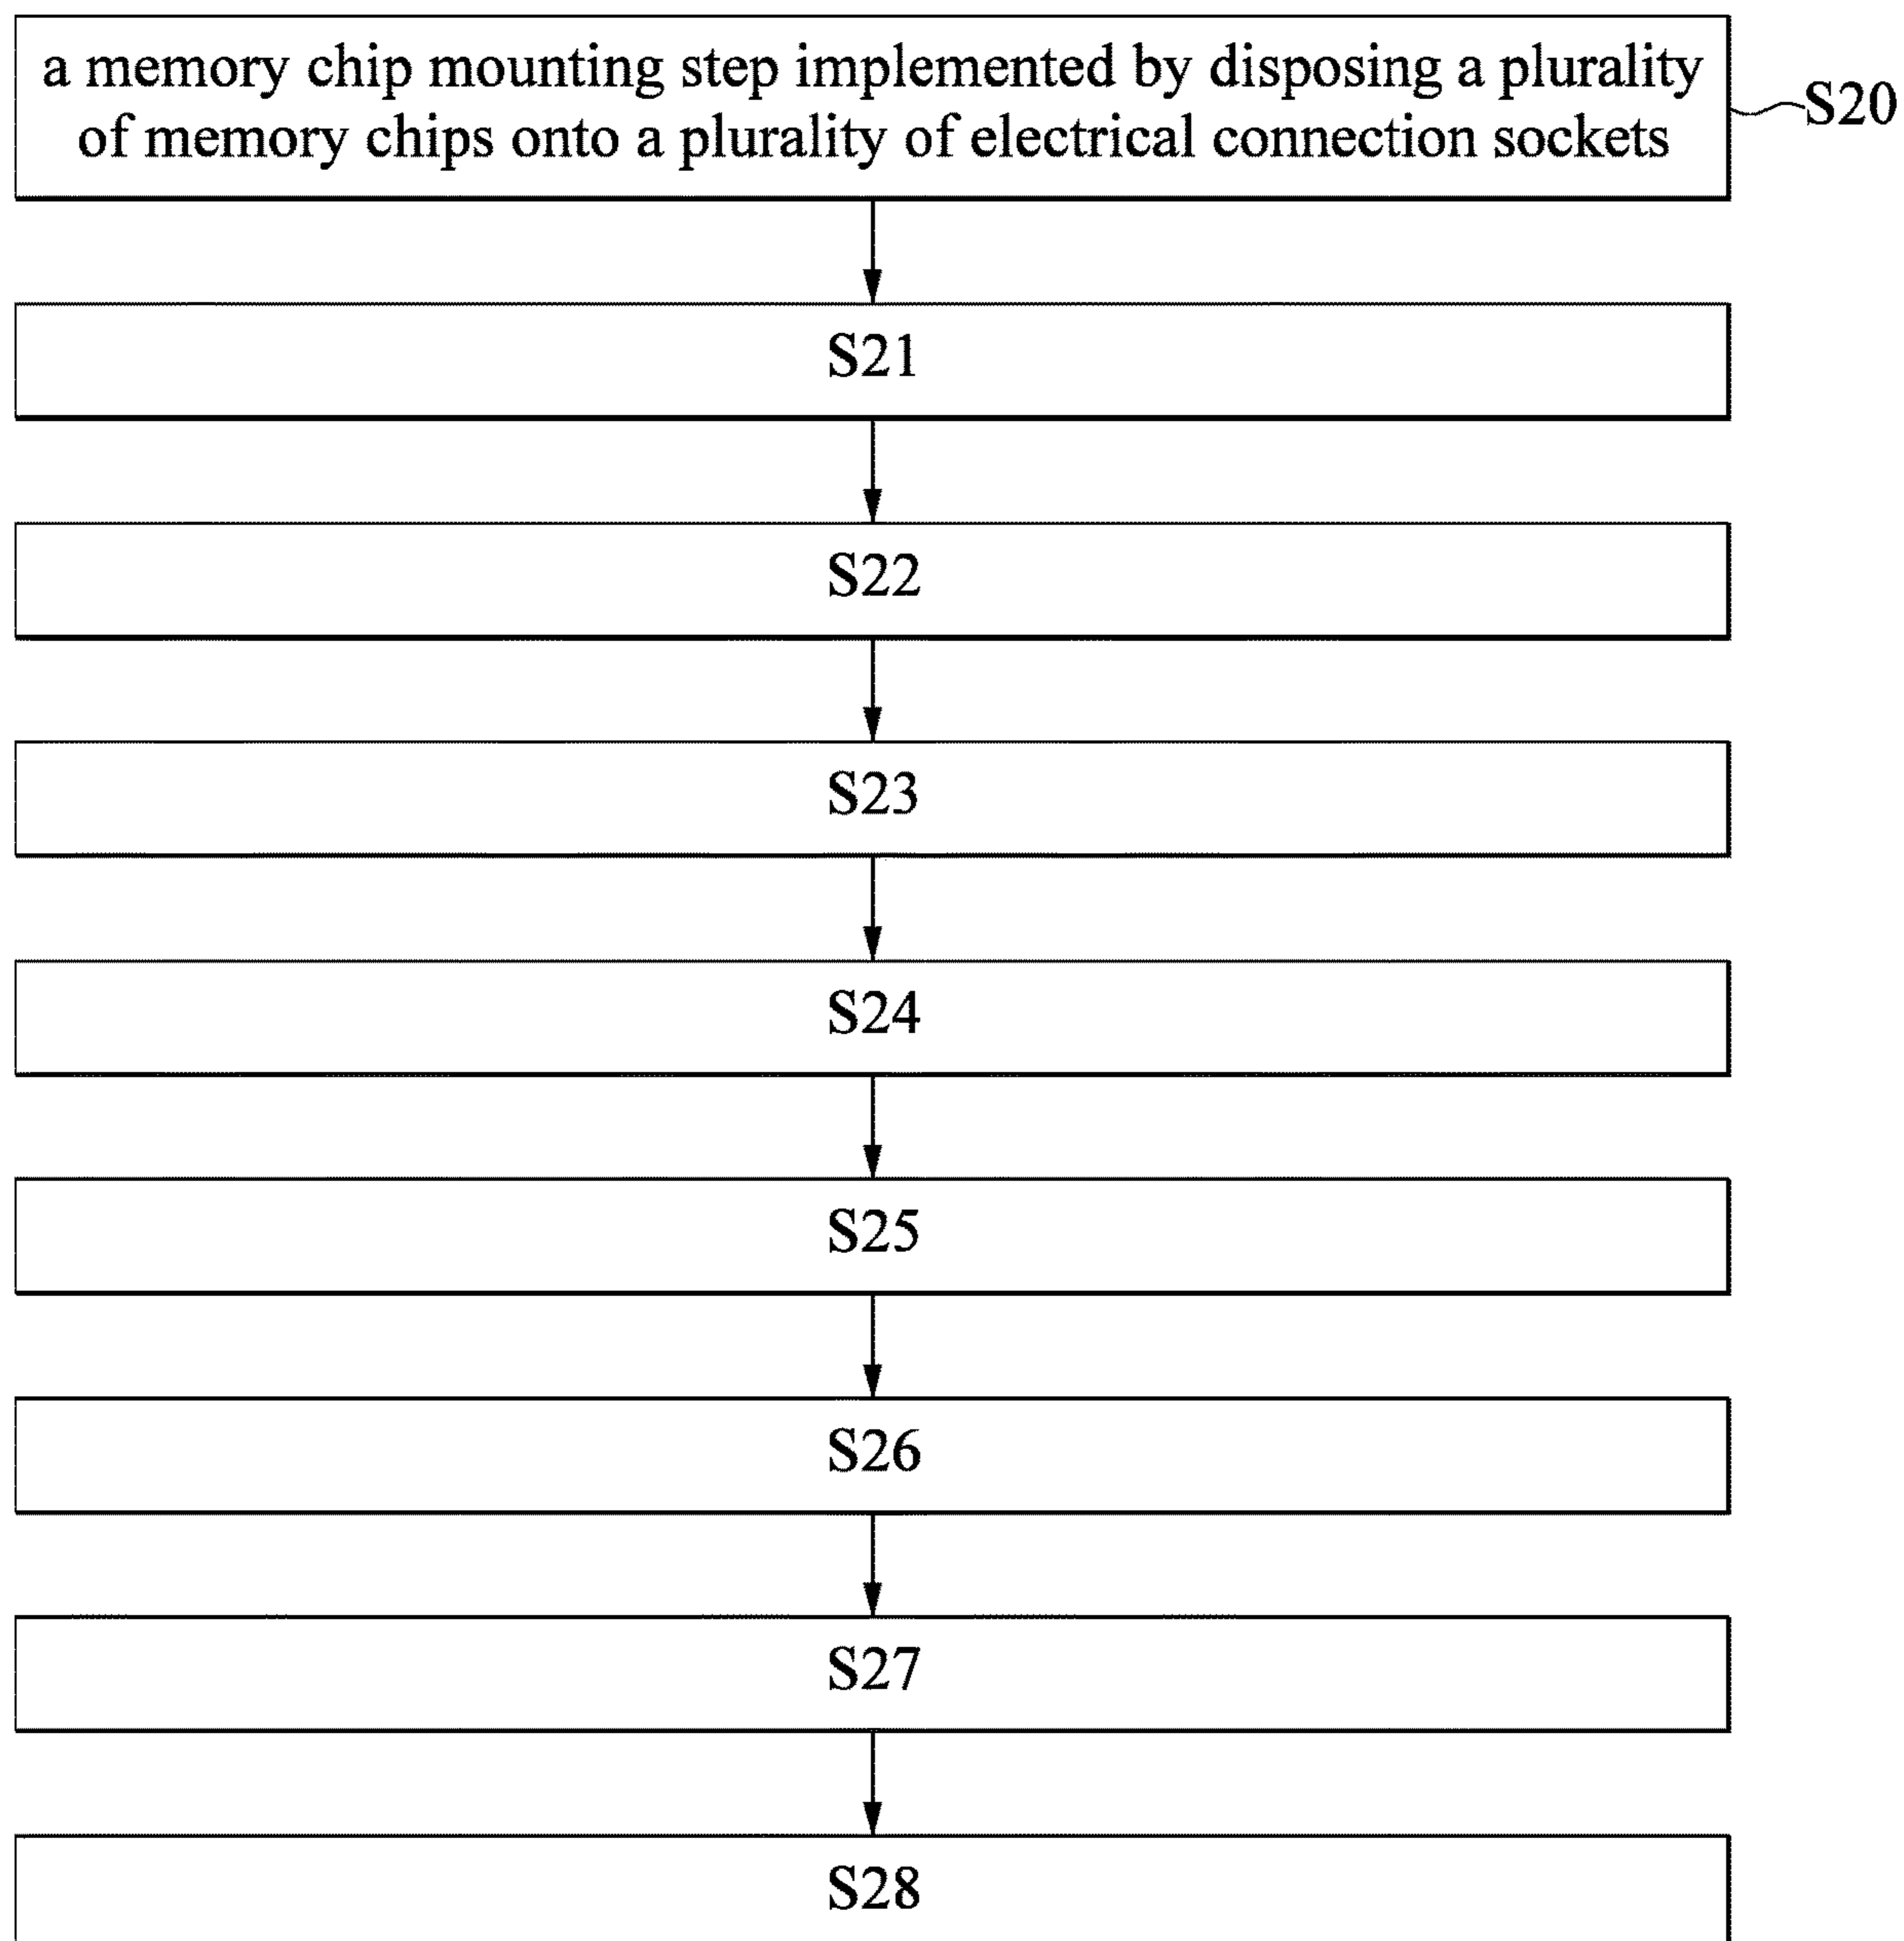 a memory chip mounting step implemented by disposing a plurality
of memory chips onto a plurality of electrical connection sockets
S20
S21
S22
S23
S24
S25
S26
S27
S28